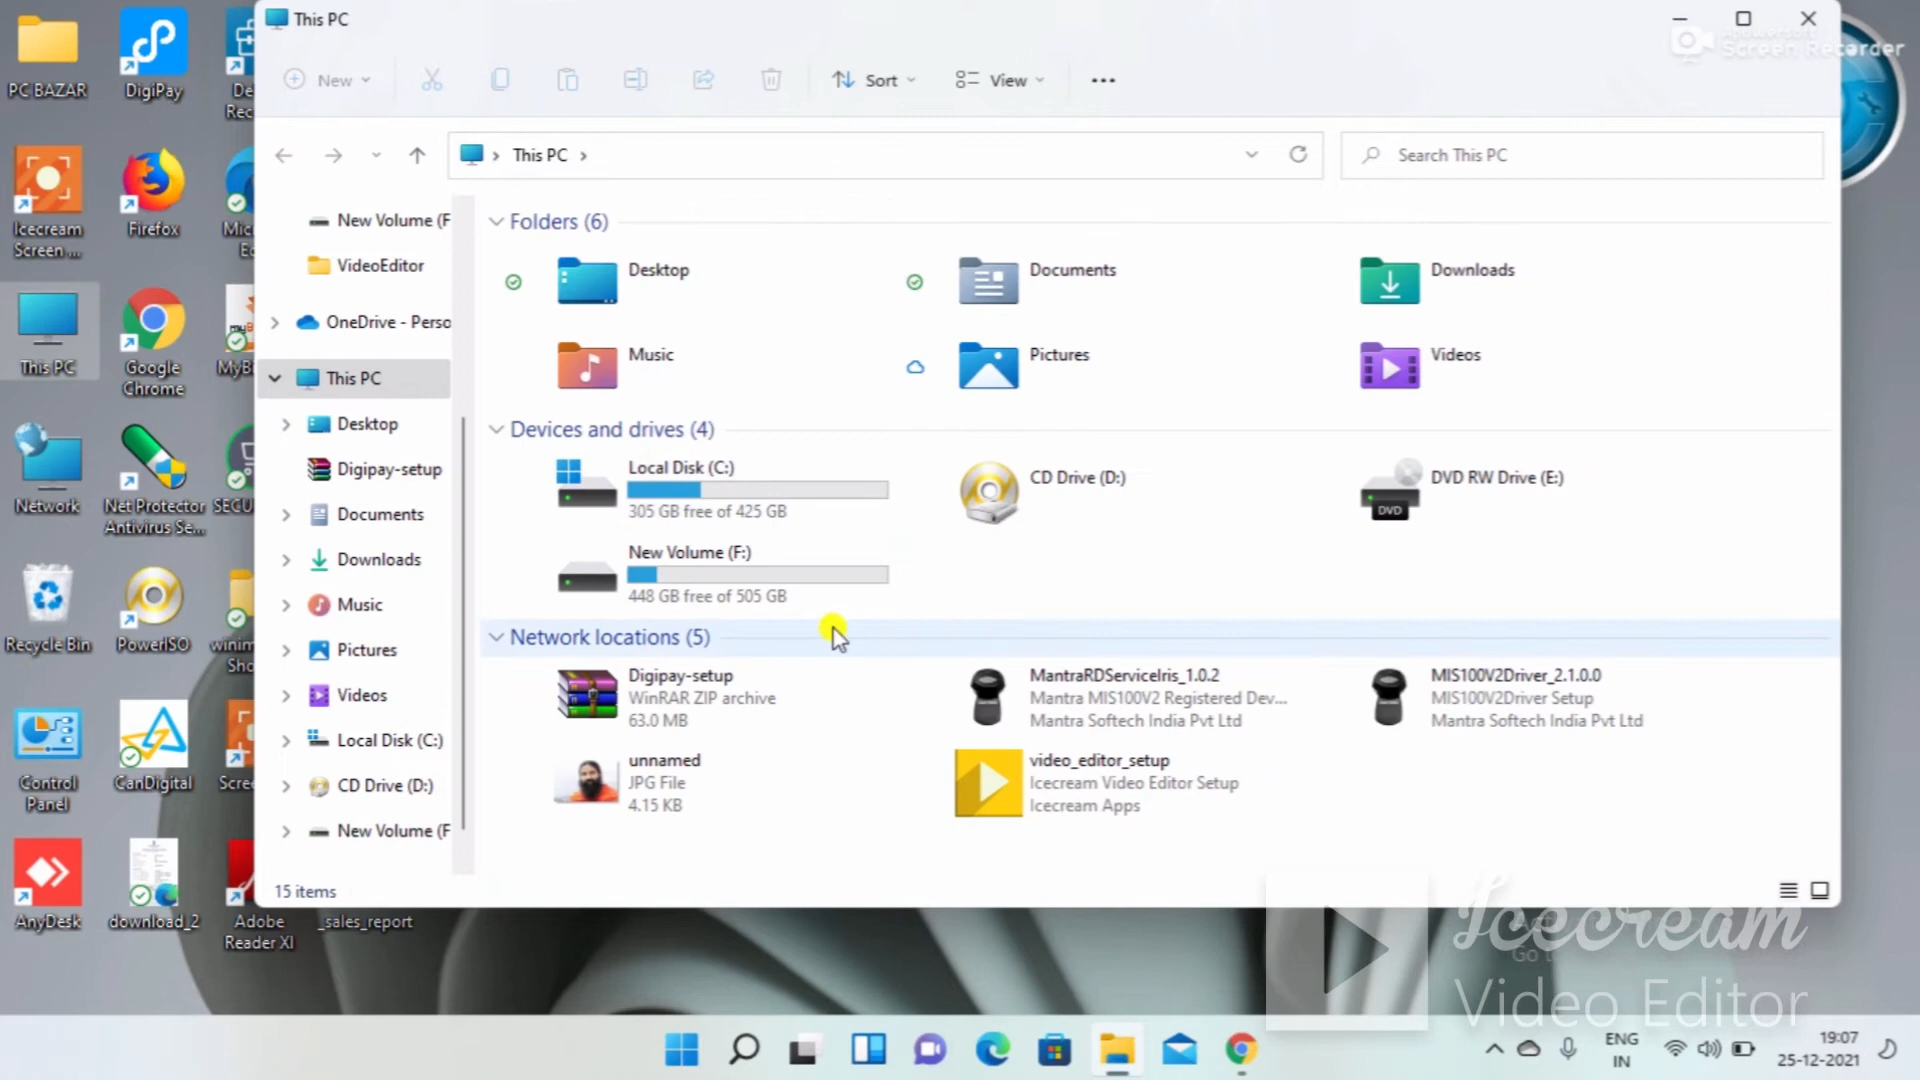 This PC
New
Sort
View
This PC
Search This PC
PC BAZAR
DigiPay
De
Rec
Icecream
Screen ...
Firefox
Mic
Ec
This PC
Google
Chrome
MyB
Network
Net Protector
Antivirus Se...
SECU
Recycle Bin
PowerISO
winim
Sho
Control
Panel
CanDigital
Scre
AnyDesk
download_2
Adobe
Reader XI
_sales_report
New Volume (F
VideoEditor
OneDrive - Perso
This PC
Desktop
Digipay-setup
Documents
Downloads
Music
Pictures
Videos
Local Disk (C:)
CD Drive (D:)
New Volume (F
15 items
Folders (6)
Desktop
Documents
Downloads
Music
Pictures
Videos
Devices and drives (4)
Local Disk (C:)
305 GB free of 425 GB
CD Drive (D:)
DVD RW Drive (E:)
DVD
New Volume (F:)
448 GB free of 505 GB
Network locations (5)
Digipay-setup
WinRAR ZIP archive
63.0 MB
MantraRDServiceIris_1.0.2
Mantra MIS100V2 Registered Dev...
Mantra Softech India Pvt Ltd
MIS100V2Driver_2.1.0.0
MIS100V2Driver Setup
Mantra Softech India Pvt Ltd
unnamed
JPG File
4.15 KB
video_editor_setup
Icecream Video Editor Setup
Icecream Apps
Apowersoft
Screen Recorder
Icecream
Video Editor
ENG
IN
19:07
25-12-2021